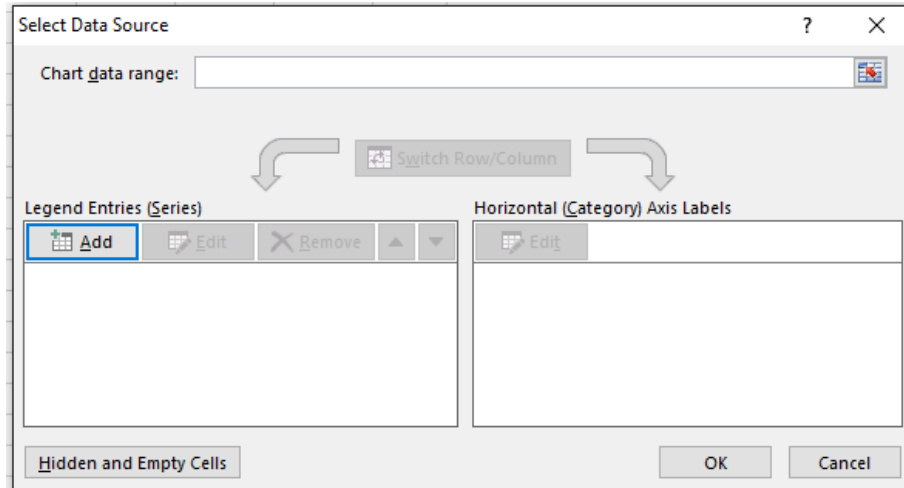 Select Data Source
?
Chart data range:
Switch Row/Column
Legend Entries (Series)
Horizontal (Category) Axis Labels
Add
Edit
Remove
Edit
Hidden and Empty Cells
OK
Cancel